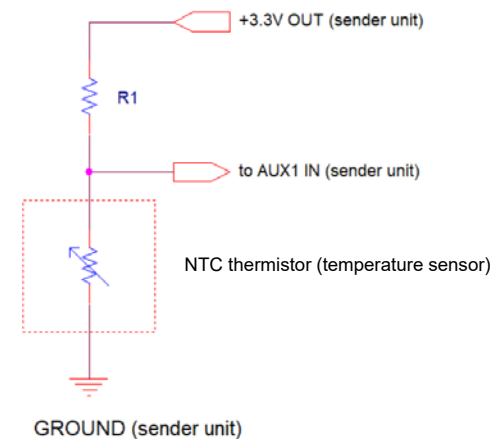 +3.3V OUT (sender unit)
R1
to AUX1 IN (sender unit)
NTC thermistor (temperature sensor)
GROUND (sender unit)